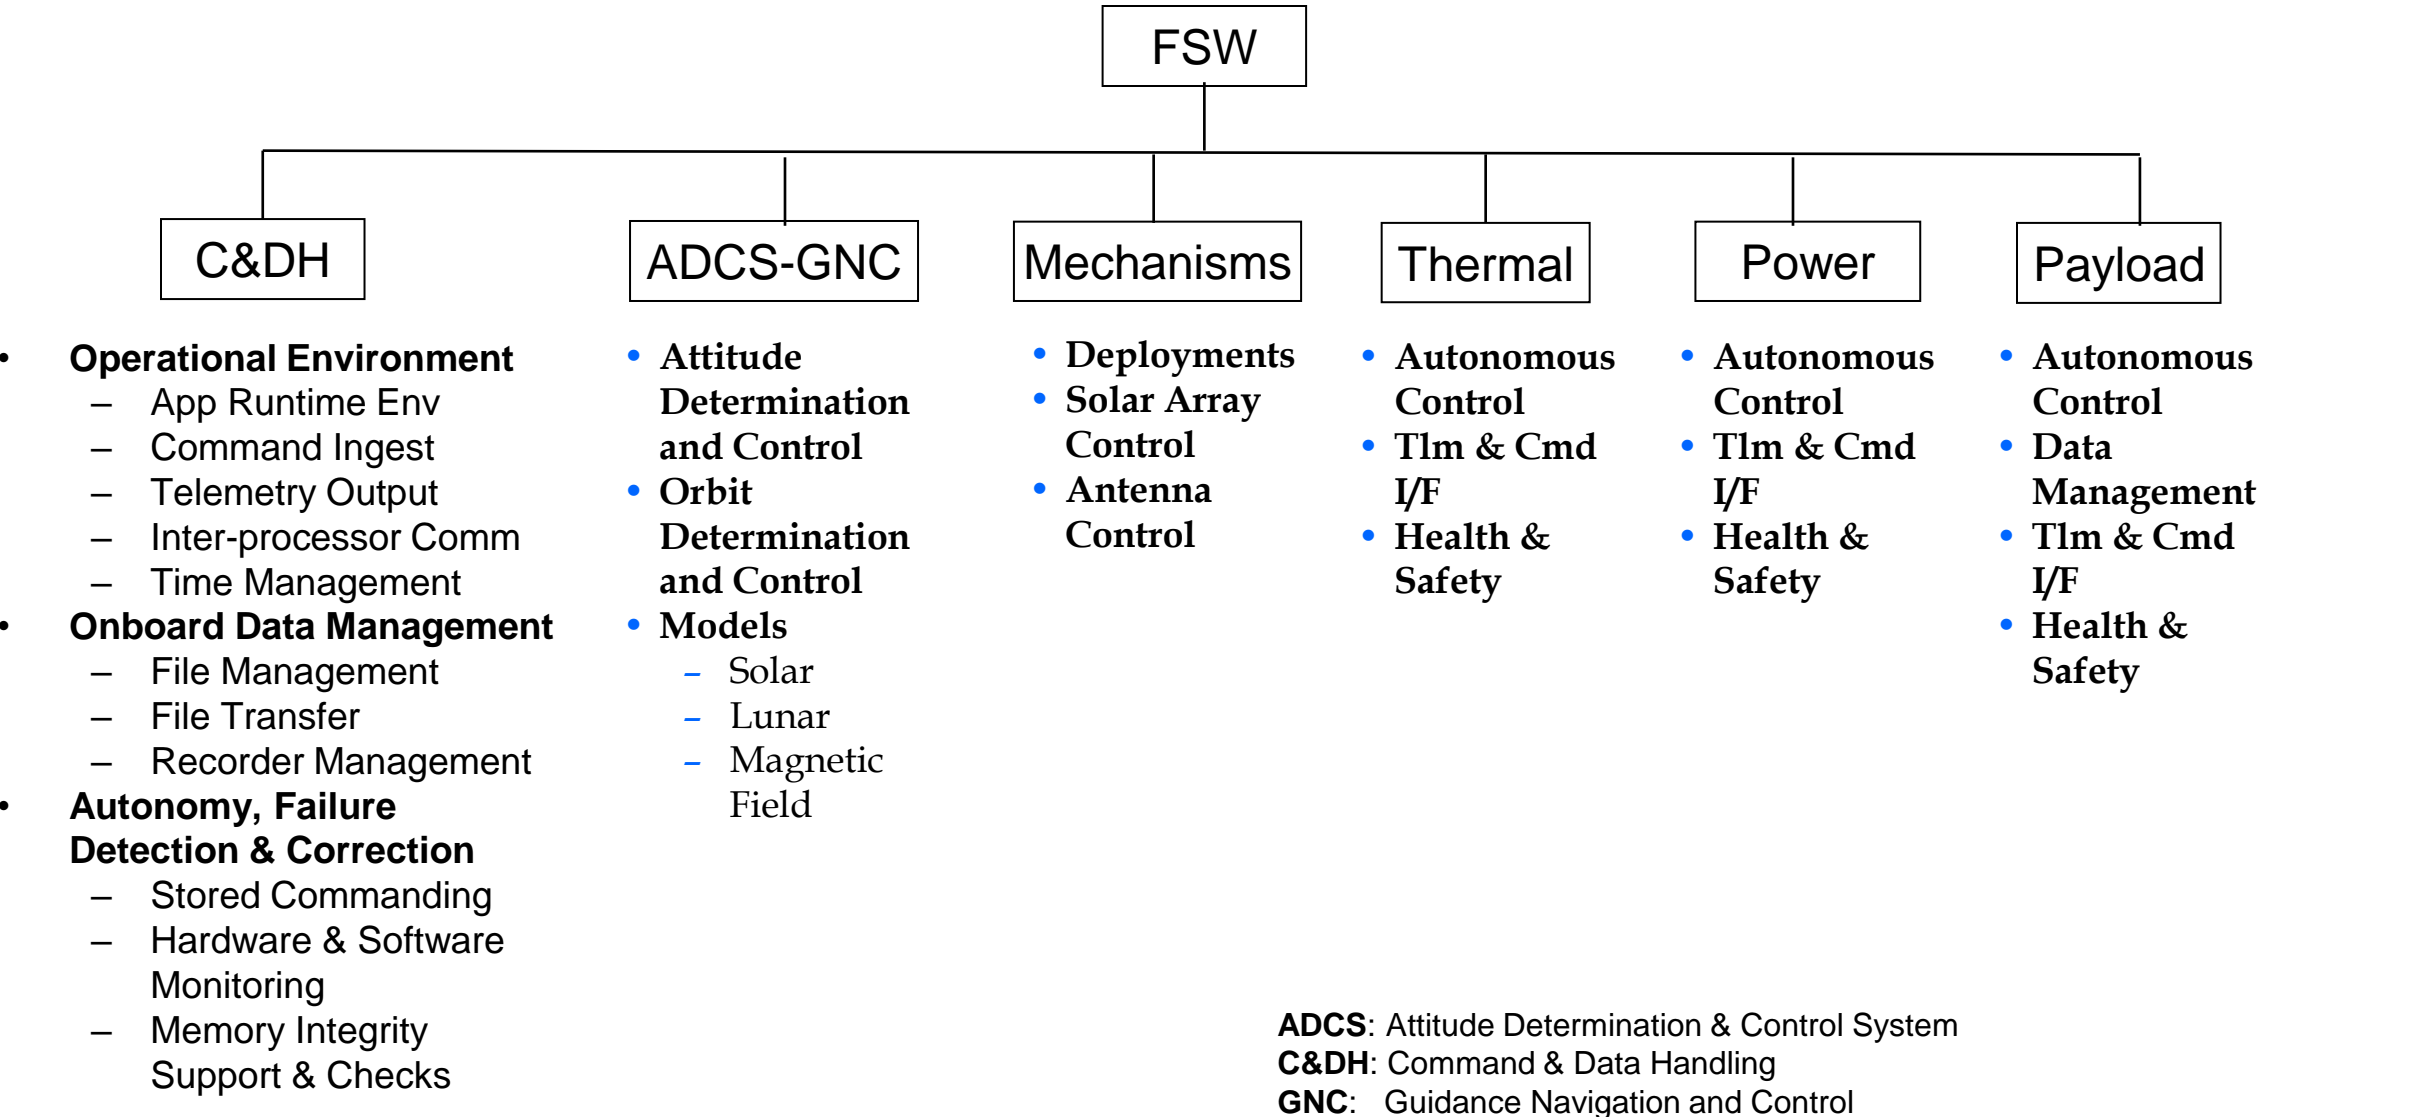 FSW
C&DH
ADCS-GNC
Mechanisms
Thermal
Power
Payload
• Operational Environment
– App Runtime Env
– Command Ingest
– Telemetry Output
– Inter-processor Comm
– Time Management
• Onboard Data Management
– File Management
– File Transfer
– Recorder Management
• Autonomy, Failure
Detection & Correction
– Stored Commanding
– Hardware & Software
Monitoring
– Memory Integrity
Support & Checks
• Attitude
Determination
and Control
• Orbit
Determination
and Control
• Models
– Solar
– Lunar
– Magnetic
Field
• Deployments
• Solar Array
Control
• Antenna
Control
• Autonomous
Control
• Tlm & Cmd
I/F
• Health &
Safety
• Autonomous
Control
• Tlm & Cmd
I/F
• Health &
Safety
• Autonomous
Control
• Data
Management
• Tlm & Cmd
I/F
• Health &
Safety
ADCS: Attitude Determination & Control System
C&DH: Command & Data Handling
GNC: Guidance Navigation and Control